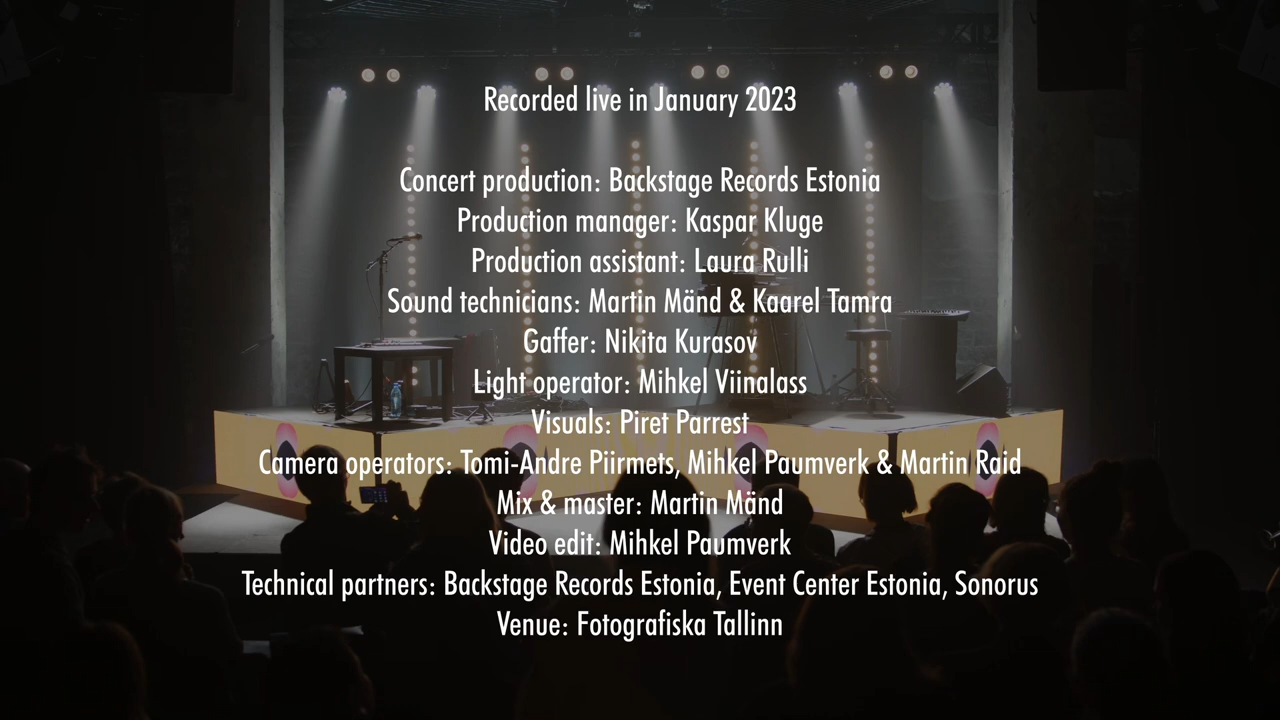 Recorded live in January 2023
Concert production: Backstage Records Estonia
Production manager: Kaspar Kluge
Production assistant: Laura Rulli
Sound technicians: Martin Mänd & Kaarel Tamra
Gaffer: Nikita Kurasov
Light operator: Mihkel Viinalass
Visuals: Piret Parrest
Camera operators: Tomi-Andre Piirmets, Mihkel Paumverk & Martin Raid
Mix & master: Martin Mänd
Video edit: Mihkel Paumverk
Technical partners: Backstage Records Estonia, Event Center Estonia, Sonorus
Venue: Fotografiska Tallinn